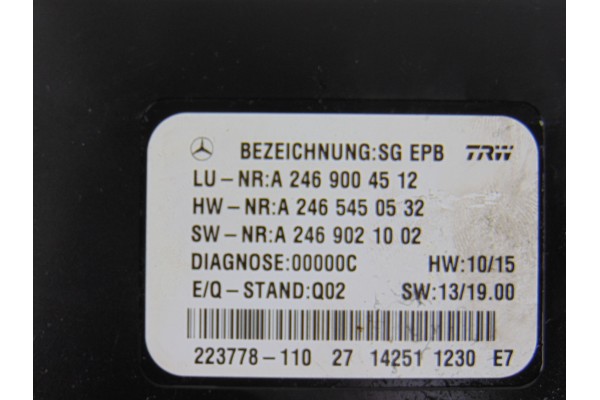 BEZEICHNUNG:SG EPB TRW
LU-NR:A 246 900 45 12
HW-NR:A 246 545 05 32
SW-NR:A 246 902 10 02
DIAGNOSE:00000C HW:10/15
E/Q-STAND:Q02 SW:13/19.00
223778-110 27 14251 1230 E7